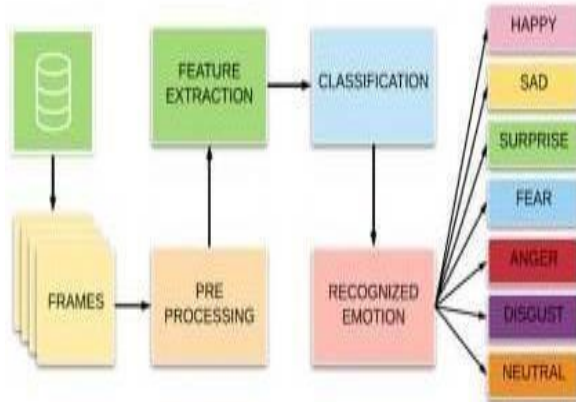 FEATURE
EXTRACTION
CLASSIFICATION
FRAMES
PRE
PROCESSING
RECOGNIZED
EMOTION
HAPPY
SAD
SURPRISE
FEAR
ANGER
DISGUST
NEUTRAL